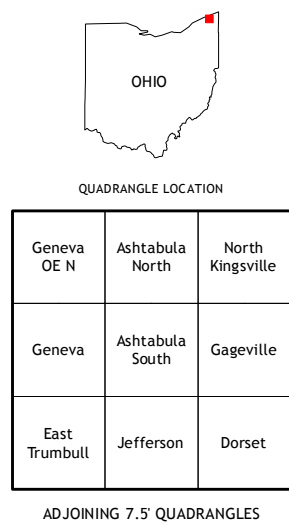 OHIO
QUADRANGLE LOCATION
Geneva
OE N
Ashtabula
North
North
Kingsville
Geneva
Ashtabula
South
Gageville
East
Trumbull
Jefferson
Dorset
ADJOINING 7.5' QUADRANGLES